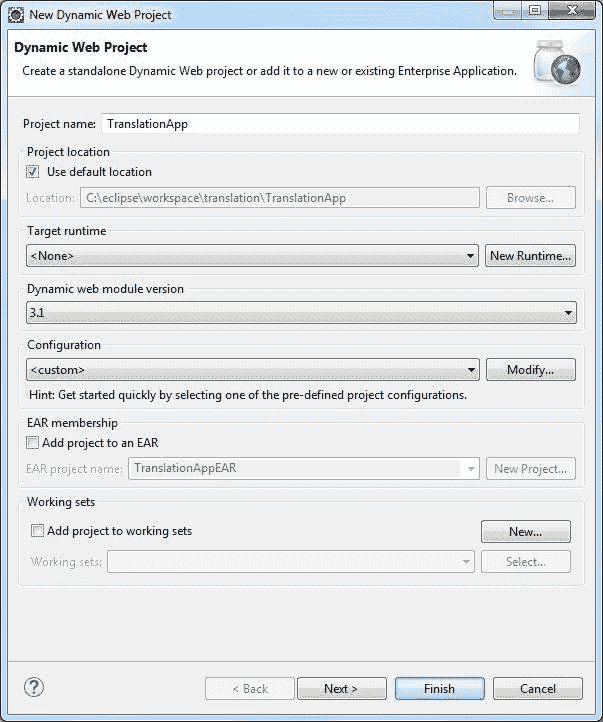 New Dynamic Web Project
Dynamic Web Project
Create a standalone Dynamic Web project or add it to a new or existing Enterprise Application.
Project name: TranslationApp
Project location
Use default location
Location: C:\eclipse\workspace\translation\TranslationApp Browse...
Target runtime
<None> New Runtime...
Dynamic web module version
3.1
Configuration
<custom> Modify...
Hint: Get started quickly by selecting one of the pre-defined project configurations.
EAR membership
Add project to an EAR
EAR project name: TranslationAppEAR New Project...
Working sets
Add project to working sets New...
Working sets: Select...
? < Back Next > Finish Cancel